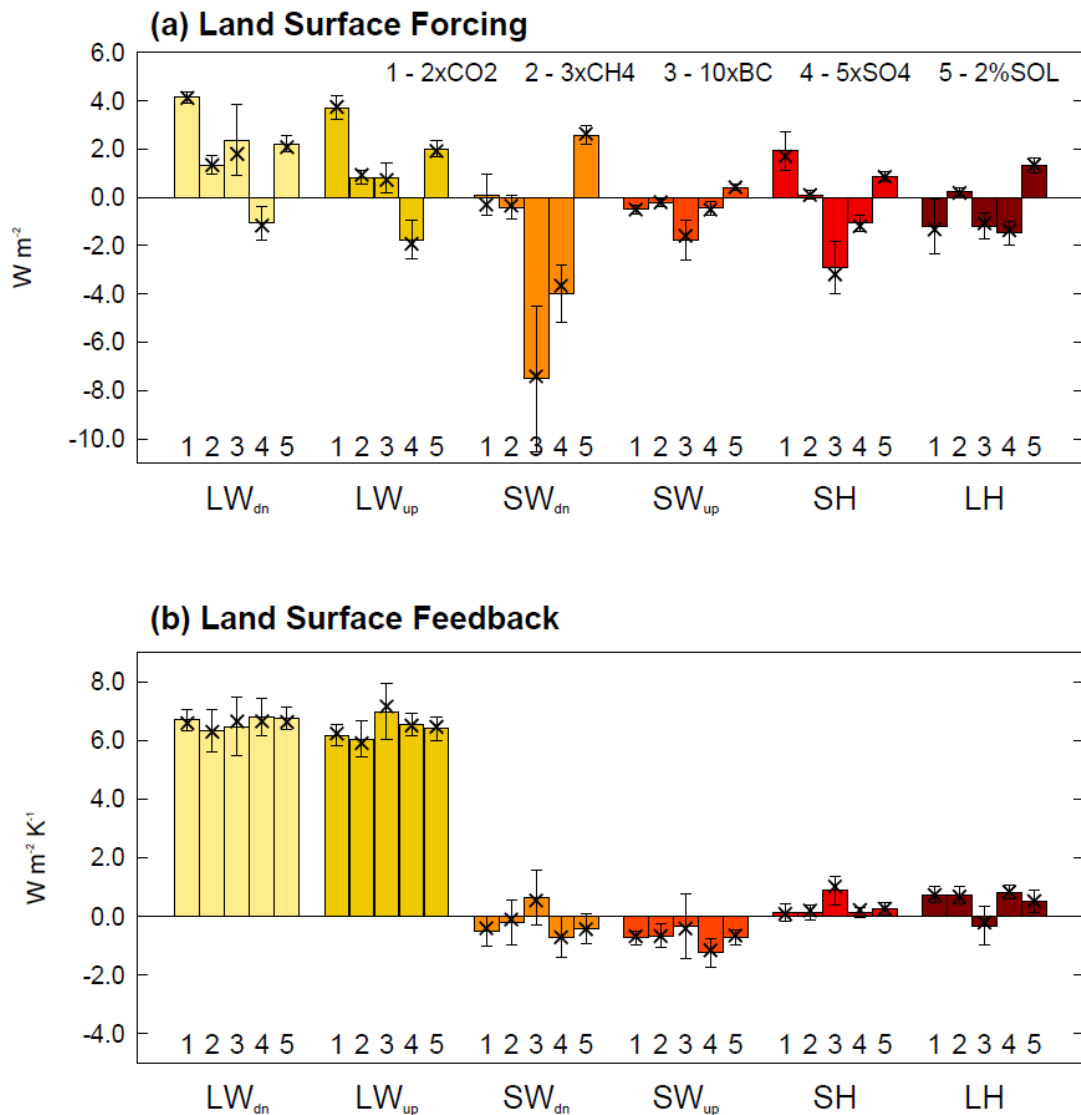 (a) Land Surface Forcing
1 - 2xCO2 2 - 3xCH4 3 - 10xBC 4 - 5xSO4 5 - 2%SOL
6.0
4.0
2.0
0.0
-2.0
-4.0
-6.0
-8.0
-10.0
W m⁻²
1 2 3 4 5 1 2 3 4 5 1 2 3 4 5 1 2 3 4 5 1 2 3 4 5 1 2 3 4 5
LWdn LWup SWdn SWup SH LH
(b) Land Surface Feedback
8.0
6.0
4.0
2.0
0.0
-2.0
-4.0
W m⁻² K⁻¹
1 2 3 4 5 1 2 3 4 5 1 2 3 4 5 1 2 3 4 5 1 2 3 4 5 1 2 3 4 5
LWdn LWup SWdn SWup SH LH